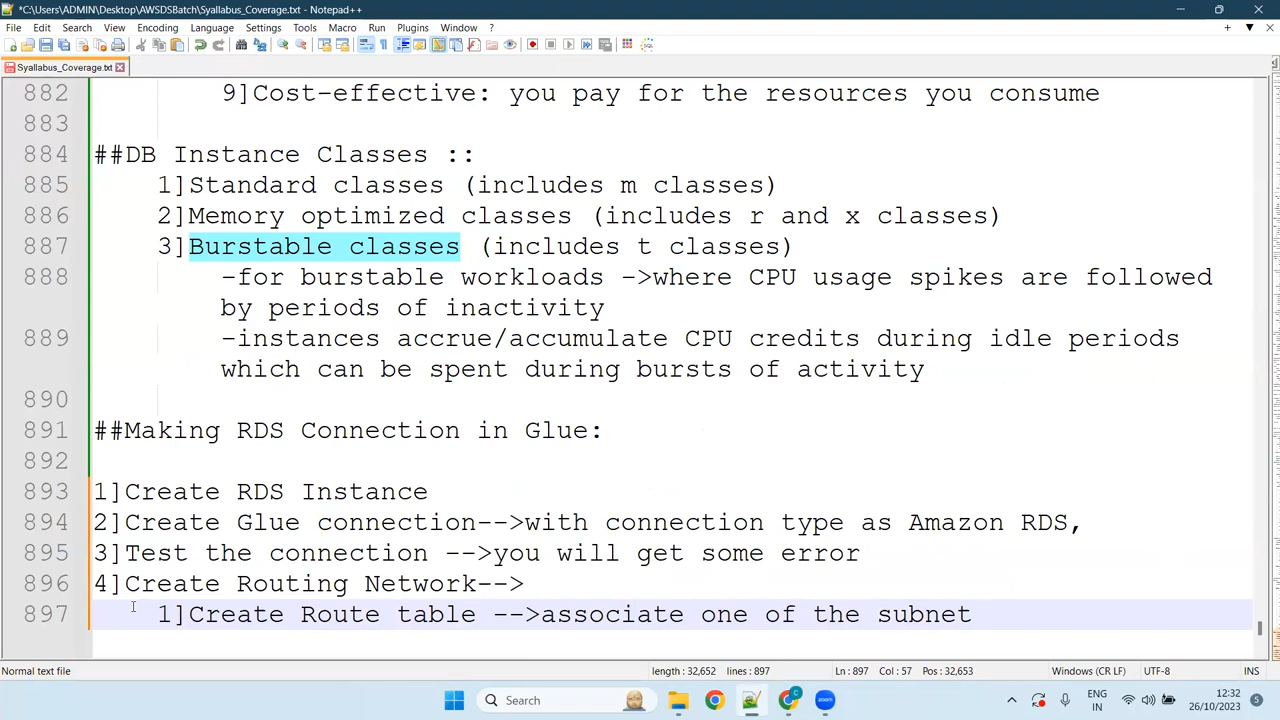 *C:\Users\ADMIN\Desktop\AWSDSBatch\Syallabus_Coverage.txt - Notepad++
File Edit Search View Encoding Language Settings Tools Macro Run Plugins Window ?
Syallabus_Coverage.txt
882 9]Cost-effective: you pay for the resources you consume
883
884 ##DB Instance Classes ::
885 1]Standard classes (includes m classes)
886 2]Memory optimized classes (includes r and x classes)
887 3]Burstable classes (includes t classes)
888 -for burstable workloads ->where CPU usage spikes are followed
by periods of inactivity
889 -instances accrue/accumulate CPU credits during idle periods
which can be spent during bursts of activity
890
891 ##Making RDS Connection in Glue:
892
893 1]Create RDS Instance
894 2]Create Glue connection-->with connection type as Amazon RDS,
895 3]Test the connection -->you will get some error
896 4]Create Routing Network-->
897 1]Create Route table -->associate one of the subnet
Normal text file length : 32,652 lines : 897 Ln : 897 Col : 57 Pos : 32,653 Windows (CR LF) UTF-8 INS
Search ENG 12:32
IN 26/10/2023